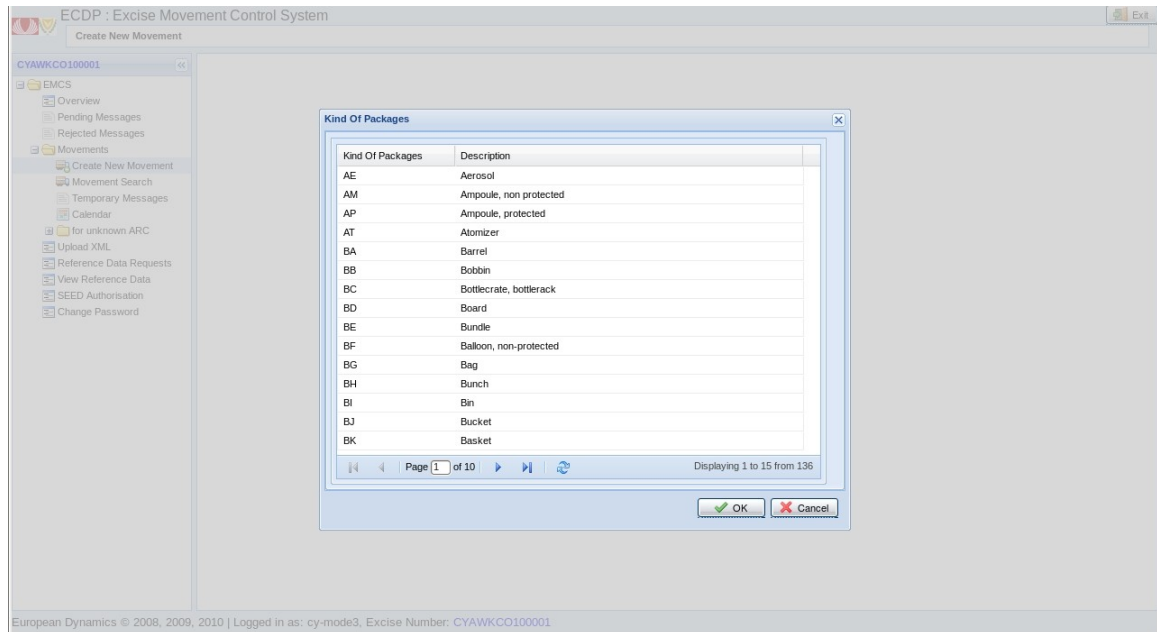 ECDP : Excise Movement Control System
Exit
Create New Movement
CYAWKCO100001
EMCS
Overview
Pending Messages
Rejected Messages
Movements
Create New Movement
Movement Search
Temporary Messages
Calendar
for unknown ARC
Upload XML
Reference Data Requests
View Reference Data
SEED Authorisation
Change Password
Kind Of Packages
Kind Of Packages Description
AE Aerosol
AM Ampoule, non protected
AP Ampoule, protected
AT Atomizer
BA Barrel
BB Bobbin
BC Bottlecrate, bottlerack
BD Board
BE Bundle
BF Balloon, non-protected
BG Bag
BH Bunch
BI Bin
BJ Bucket
BK Basket
Page 1 of 10 Displaying 1 to 15 from 136
OK Cancel
European Dynamics © 2008, 2009, 2010 | Logged in as: cy-mode3, Excise Number: CYAWKCO100001